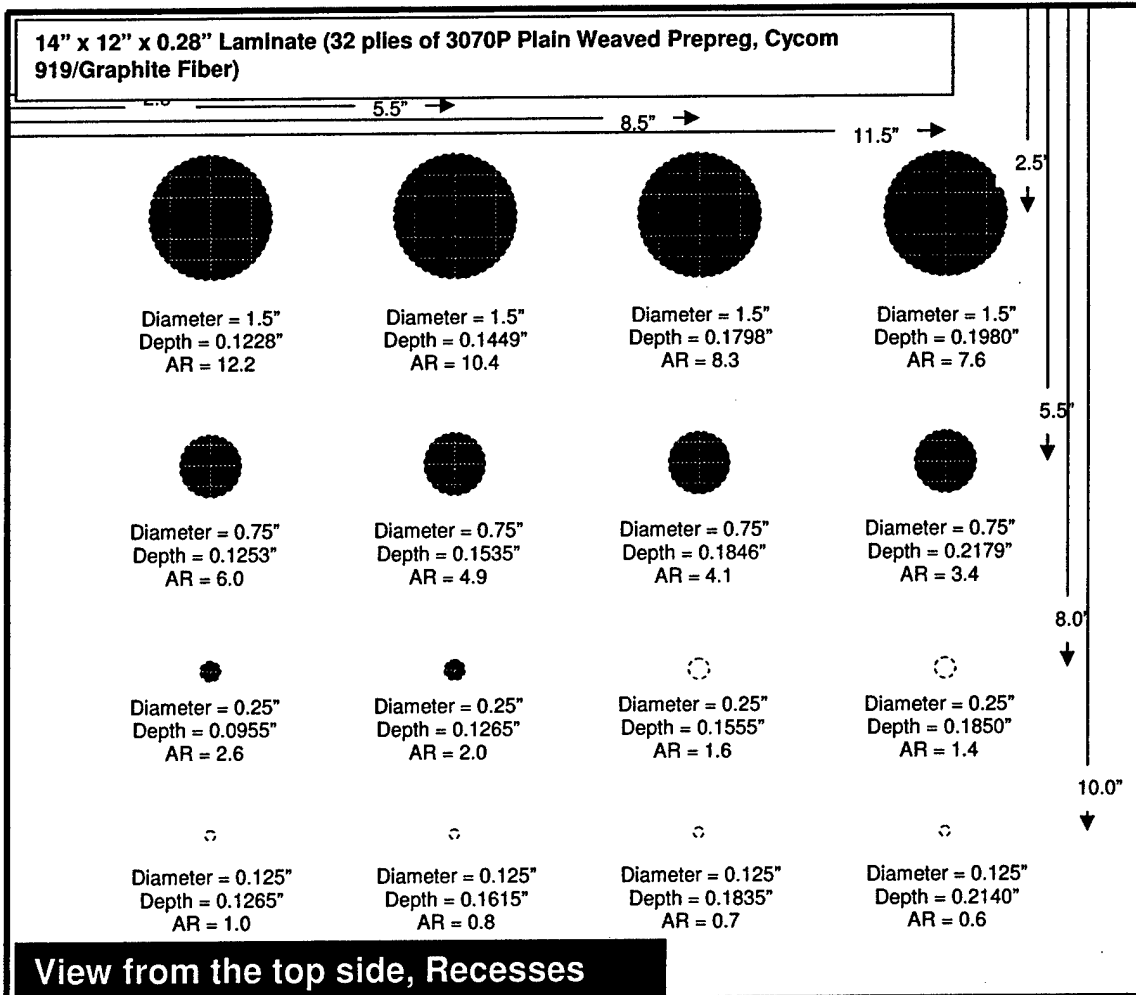 14” x 12” x 0.28” Laminate (32 plies of 3070P Plain Weaved Prepreg, Cycom
919/Graphite Fiber)
5.5”
8.5”
11.5”
2.5'
Diameter = 1.5”
Depth = 0.1228”
AR = 12.2
Diameter = 1.5”
Depth = 0.1449”
AR = 10.4
Diameter = 1.5”
Depth = 0.1798”
AR = 8.3
Diameter = 1.5”
Depth = 0.1980”
AR = 7.6
5.5”
Diameter = 0.75”
Depth = 0.1253”
AR = 6.0
Diameter = 0.75”
Depth = 0.1535”
AR = 4.9
Diameter = 0.75”
Depth = 0.1846”
AR = 4.1
Diameter = 0.75”
Depth = 0.2179”
AR = 3.4
8.0'
Diameter = 0.25”
Depth = 0.0955”
AR = 2.6
Diameter = 0.25”
Depth = 0.1265”
AR = 2.0
Diameter = 0.25”
Depth = 0.1555”
AR = 1.6
Diameter = 0.25”
Depth = 0.1850”
AR = 1.4
10.0”
Diameter = 0.125”
Depth = 0.1265”
AR = 1.0
Diameter = 0.125”
Depth = 0.1615”
AR = 0.8
Diameter = 0.125”
Depth = 0.1835”
AR = 0.7
Diameter = 0.125”
Depth = 0.2140”
AR = 0.6
View from the top side, Recesses